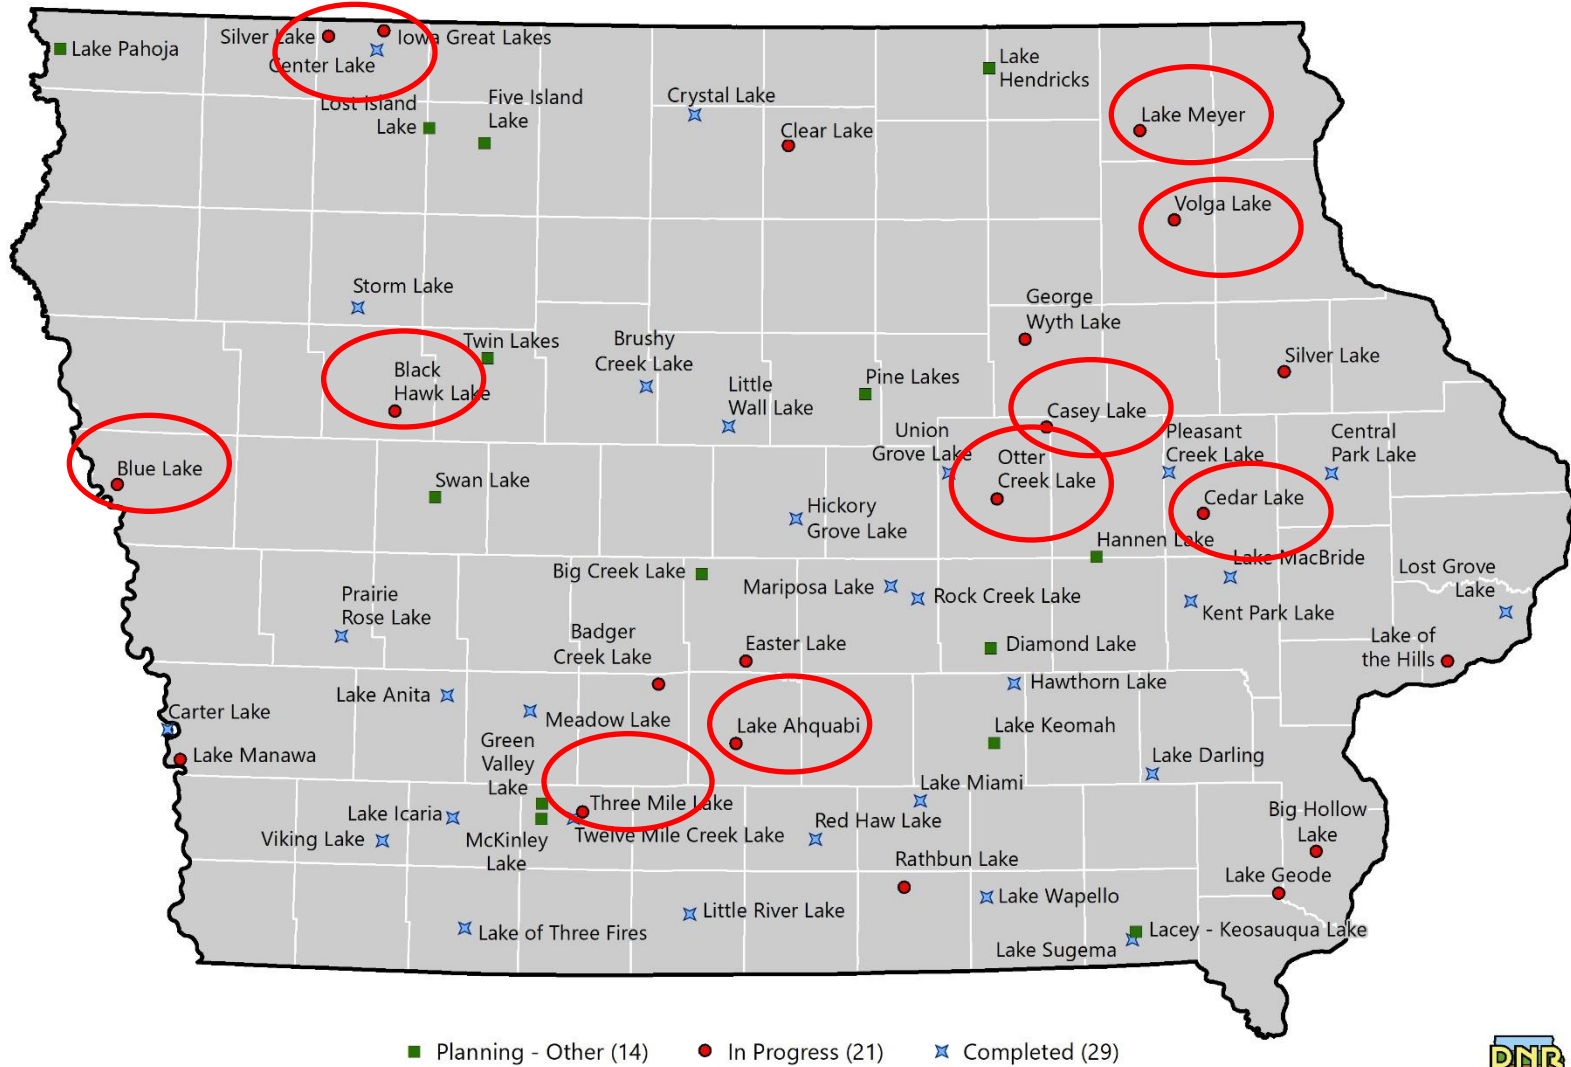 Silver Lake
Iowa Great Lakes
Lake Pahoja
Center Lake
Lake
Hendricks
Lost Island
Lake
Five Island
Lake
Crystal Lake
Clear Lake
Lake Meyer
Volga Lake
Storm Lake
George
Wyth Lake
Twin Lakes
Brushy
Creek Lake
Black
Hawk Lake
Little
Wall Lake
Pine Lakes
Silver Lake
Casey Lake
Union
Grove Lake
Otter
Creek Lake
Pleasant
Creek Lake
Central
Park Lake
Blue Lake
Swan Lake
Hickory
Grove Lake
Cedar Lake
Hannen Lake
Lake MacBride
Lost Grove
Lake
Big Creek Lake
Mariposa Lake
Rock Creek Lake
Kent Park Lake
Prairie
Rose Lake
Badger
Creek Lake
Easter Lake
Diamond Lake
Lake of
the Hills
Lake Anita
Hawthorn Lake
Carter Lake
Meadow Lake
Lake Ahquabi
Lake Keomah
Lake Manawa
Green
Valley
Lake
Lake Darling
Lake Miami
Three Mile Lake
Lake Icaria
Viking Lake
McKinley
Lake
Twelve Mile Creek Lake
Red Haw Lake
Big Hollow
Lake
Rathbun Lake
Lake Geode
Lake Wapello
Little River Lake
Lake of Three Fires
Lacey - Keosauqua Lake
Lake Sugema
Planning - Other (14)
In Progress (21)
Completed (29)
DNR